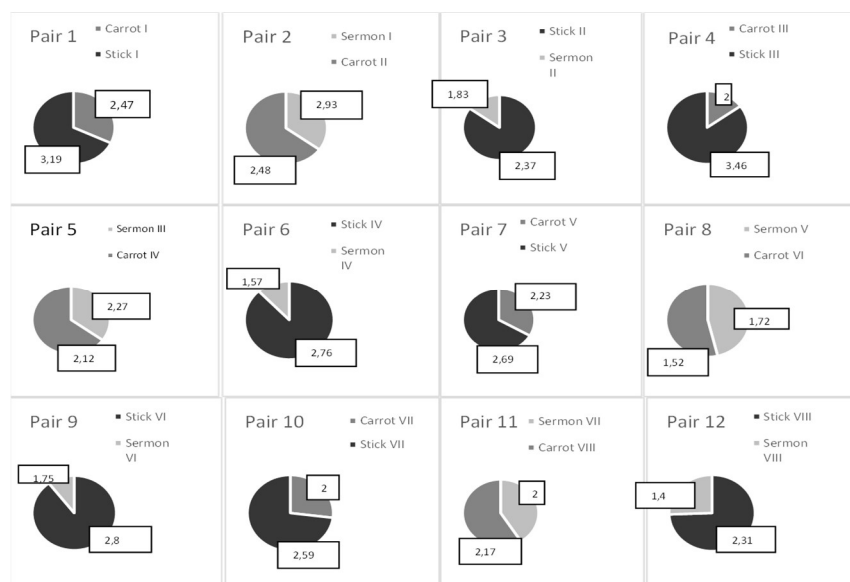 Pair 1
Carrot I
Stick I
2,47
3,19
Pair 2
Sermon I
Carrot II
2,93
2,48
Pair 3
Stick II
Sermon
II
1,83
2,37
Pair 4
Carrot III
Stick III
2
3,46
Pair 5
Sermon III
Carrot IV
2,27
2,12
Pair 6
Stick IV
Sermon
IV
1,57
2,76
Pair 7
Carrot V
Stick V
2,23
2,69
Pair 8
Sermon V
Carrot VI
1,72
1,52
Pair 9
Stick VI
Sermon
VI
1,75
2,8
Pair 10
Carrot VII
Stick VII
2
2,59
Pair 11
Sermon VII
Carrot VIII
2
2,17
Pair 12
Stick VIII
Sermon
VIII
1,4
2,31